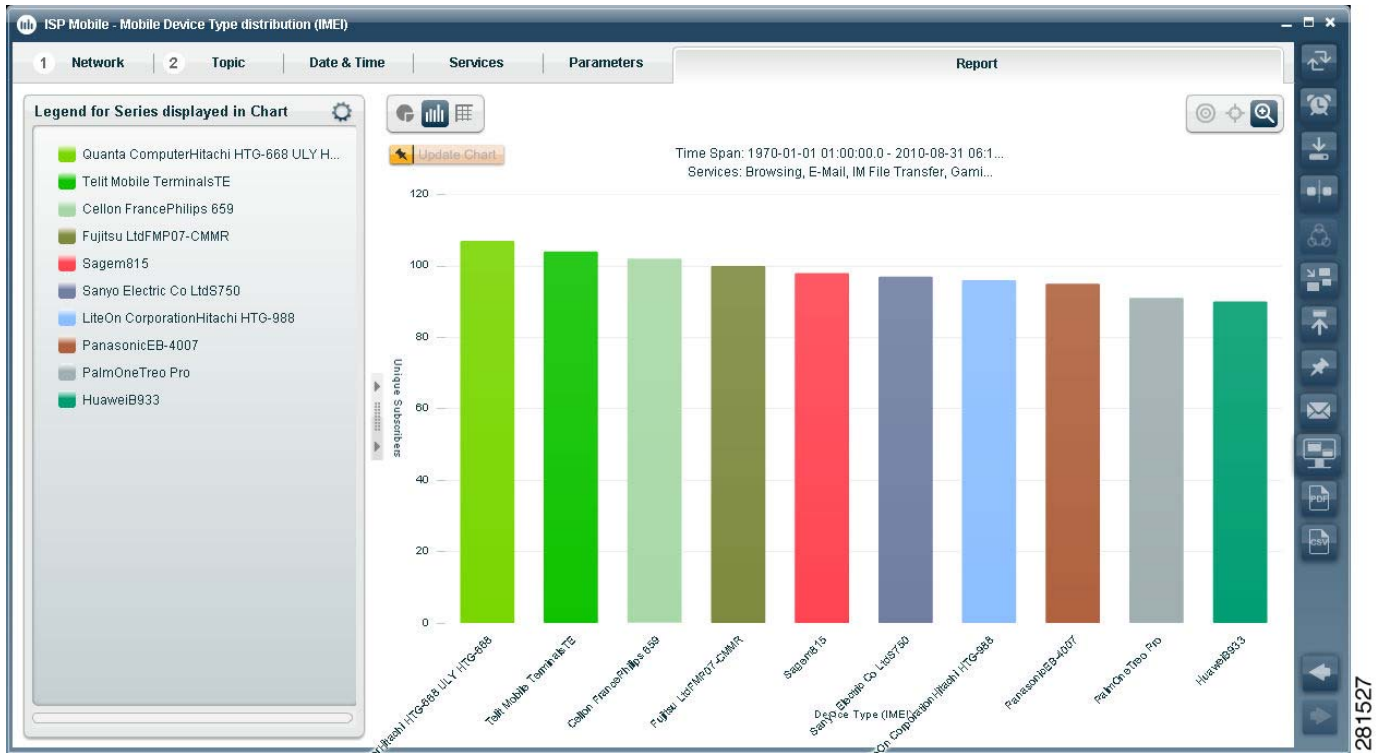 ISP Mobile - Mobile Device Type distribution (IMEI)
1 Network 2 Topic Date & Time Services Parameters Report
Legend for Series displayed in Chart
Quanta ComputerHitachi HTG-668 ULY H...
Telit Mobile TerminalsTE
Cellon FrancePhilips 659
Fujitsu LtdFMP07-CMMR
Sagem815
Sanyo Electric Co LtdS750
LiteOn CorporationHitachi HTG-988
PanasonicEB-4007
PalmOneTreo Pro
HuaweiB933
Update Chart
Time Span: 1970-01-01 01:00:00.0 - 2010-08-31 06:1...
Services: Browsing, E-Mail, IM File Transfer, Gami...
120
100
80
60
40
20
0
Unique Subscribers
Hitachi HTG-668 ULY H
Telit Mobile TerminalsTE
Cellon FrancePhilips 659
Fujitsu LtdFMP07-CMMR
Sagem815
Sanyo Electric Co LtdS750
On CorporationHitachi HTG-988
PanasonicEB-4007
PalmOneTreo Pro
HuaweiB933
Device Type (IMEI)
PDF
CSV
281527